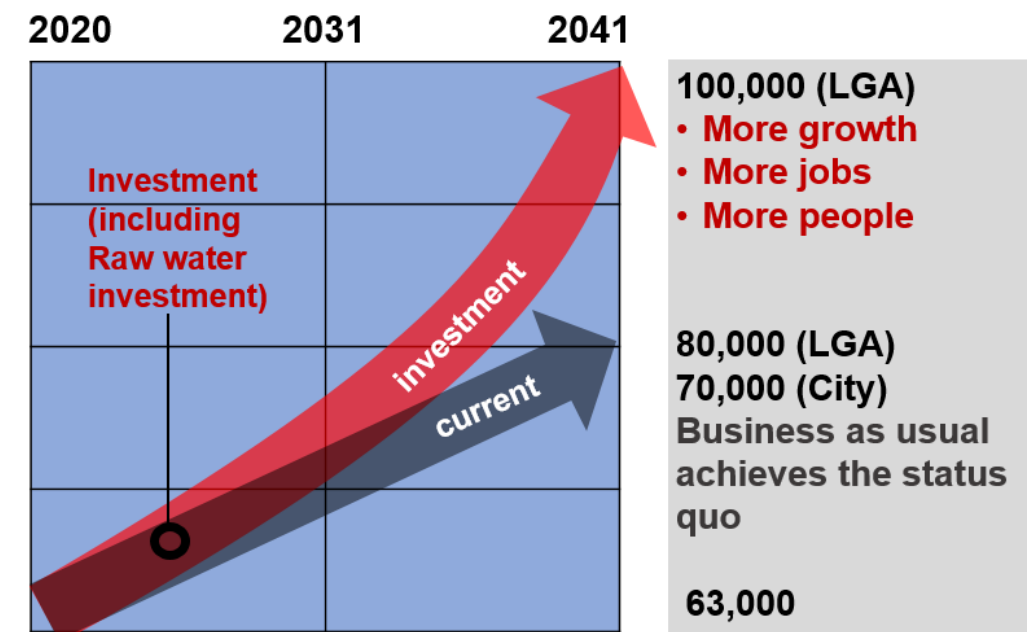 2020 2031 2041
Investment
(including
Raw water
investment)
investment
current
100,000 (LGA)
• More growth
• More jobs
• More people
80,000 (LGA)
70,000 (City)
Business as usual
achieves the status
quo
63,000